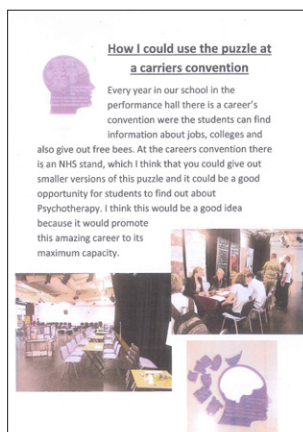 How I could use the puzzle at
a carriers convention
Every year in our school in the
performance hall there is a career's
convention were the students can find
information about jobs, colleges and
also give out free bees. At the careers convention there
is an NHS stand, which I think that you could give out
smaller versions of this puzzle and it could be a good
opportunity for students to find out about
Psychotherapy. I think this would be a good idea
because it would promote
this amazing career to its
maximum capacity.